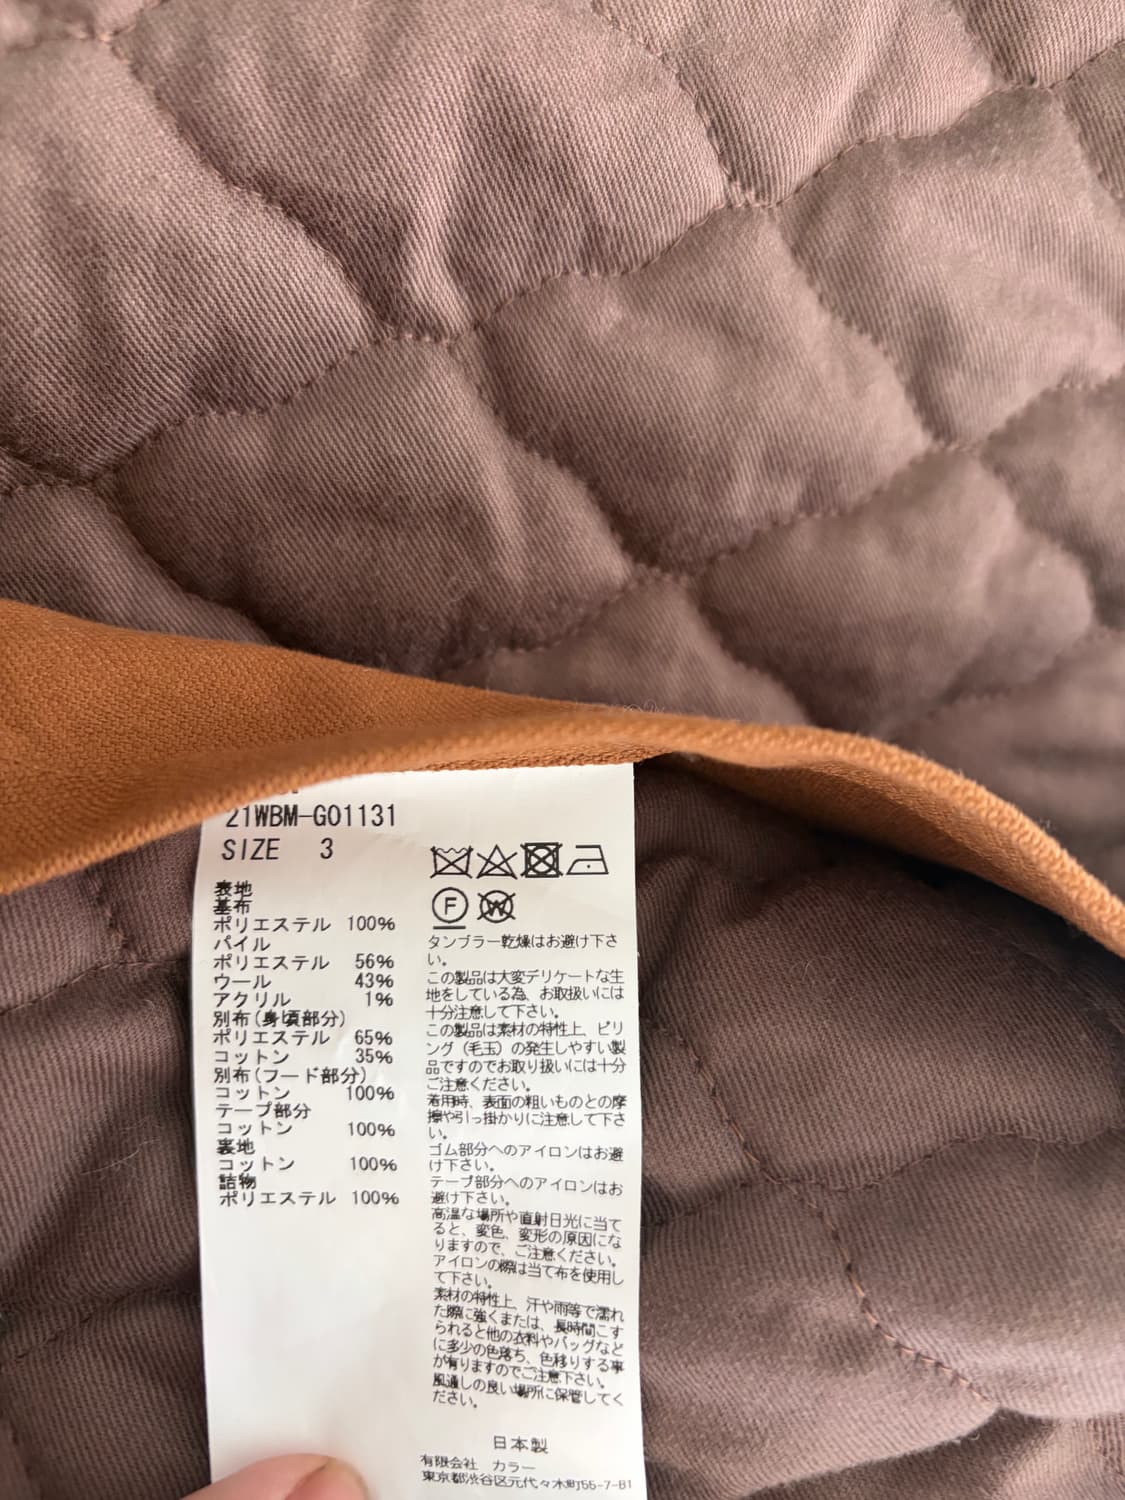 21WBM-G01131
SIZE 3
表地
基布
ポリエステル 100%
パイル
ポリエステル 56%
ウール 43%
アクリル 1%
別布(身頃部分)
ポリエステル 65%
コットン 35%
別布(フード部分)
コットン 100%
テープ部分
コットン 100%
裏地
コットン 100%
詰物
ポリエステル 100%
F
W
タンブラー乾燥はお避け下さ
い。
この製品は大変デリケートな生
地をしている為、お取扱いには
十分注意して下さい。
この製品は素材の特性上、ピリ
ング(毛玉)の発生しやすい製
品ですのでお取り扱いには十分
ご注意ください。
着用時、表面の粗いものとの摩
擦や引っ掛かりに注意して下さ
い。
ゴム部分へのアイロンはお避
け下さい。
テープ部分へのアイロンはお
避け下さい。
高温な場所や直射日光に当て
ると、変色、変形の原因にな
りますので、ご注意ください。
アイロンの際は当て布を使用し
て下さい。
素材の特性上、汗や雨等で濡れ
た際に強くまたは、長時間こす
られると他の衣料やバッグなど
に多少の色落ち、色移りする事
が有りますのでご注意下さい。
風通しの良い場所に保管してく
ださい。
日本製
有限会社 カラー
東京都渋谷区元代々木町55-7-B1